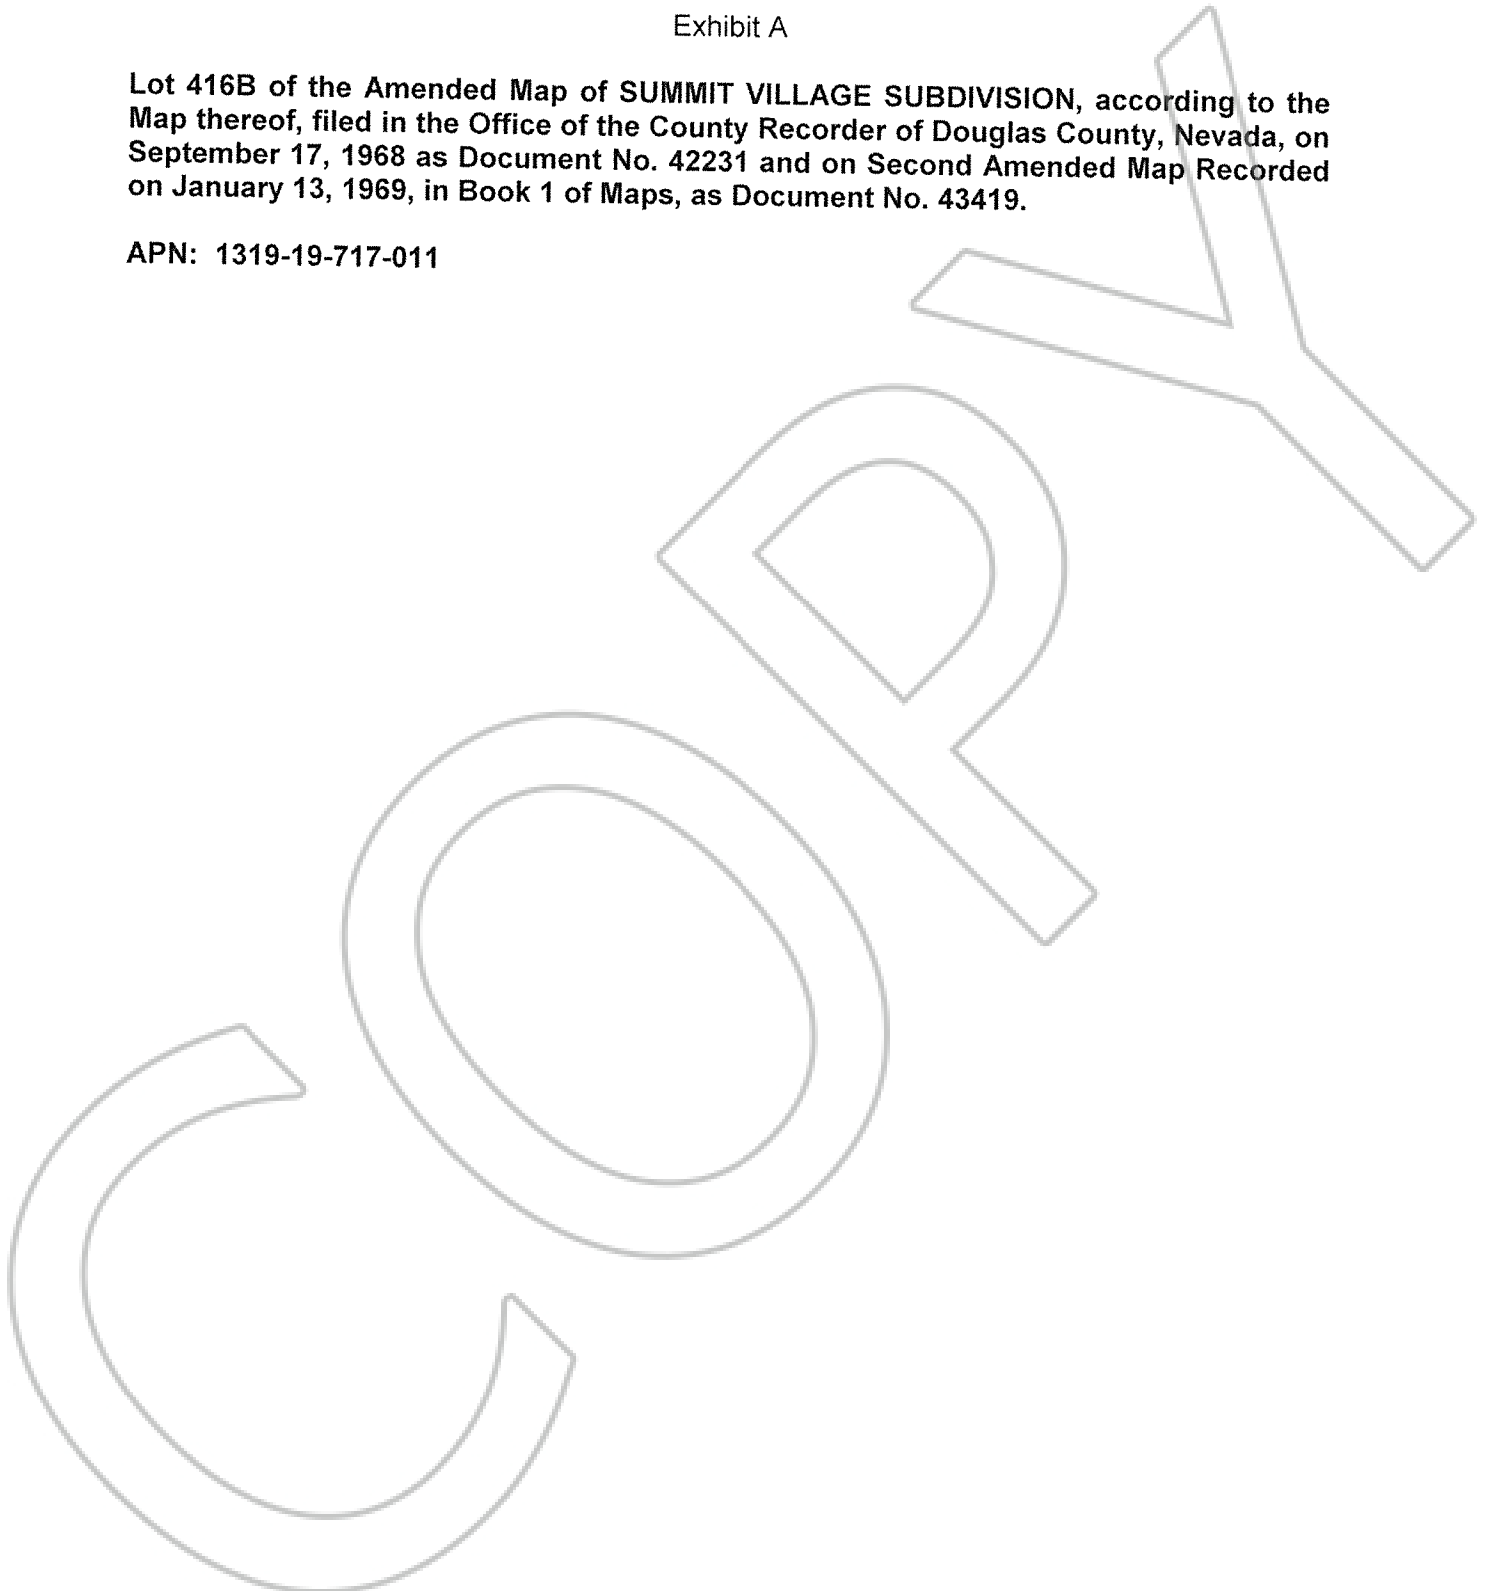 Exhibit A
Lot 416B of the Amended Map of SUMMIT VILLAGE SUBDIVISION, according to the
Map thereof, filed in the Office of the County Recorder of Douglas County, Nevada, on
September 17, 1968 as Document No. 42231 and on Second Amended Map Recorded
on January 13, 1969, in Book 1 of Maps, as Document No. 43419.
APN: 1319-19-717-011
COPY